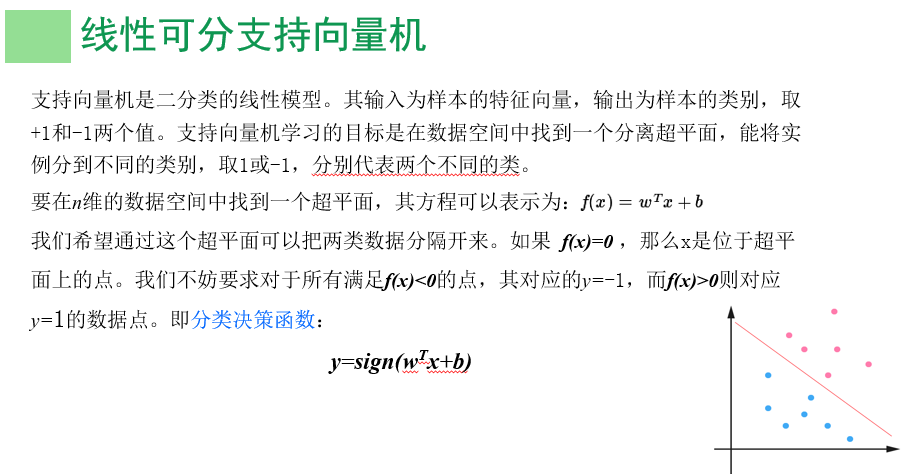 线性可分支持向量机
支持向量机是二分类的线性模型。其输入为样本的特征向量，输出为样本的类别，取
+1和-1两个值。支持向量机学习的目标是在数据空间中找到一个分离超平面，能将实
例分到不同的类别，取1或-1，分别代表两个不同的类。
要在n维的数据空间中找到一个超平面，其方程可以表示为：f(x) = wᵀx + b
我们希望通过这个超平面可以把两类数据分隔开来。如果 f(x)=0 ，那么x是位于超平
面上的点。我们不妨要求对于所有满足f(x)<0的点，其对应的y=-1，而f(x)>0则对应
y=1的数据点。即分类决策函数：
y=sign(wᵀx+b)